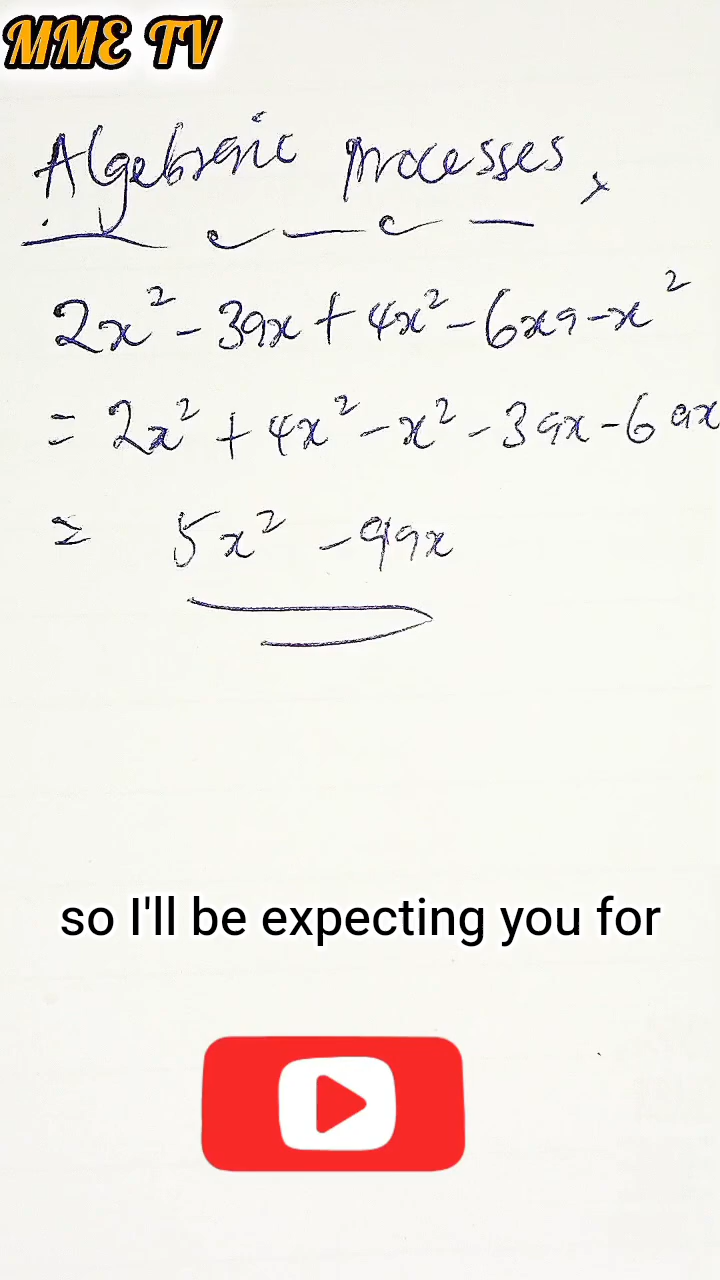 MME TV
Algebraic processes,
2x² - 3ax + 4x² - 6xa - x²
= 2x² + 4x² - x² - 3ax - 6ax
= 5x² - 9ax
so I'll be expecting you for